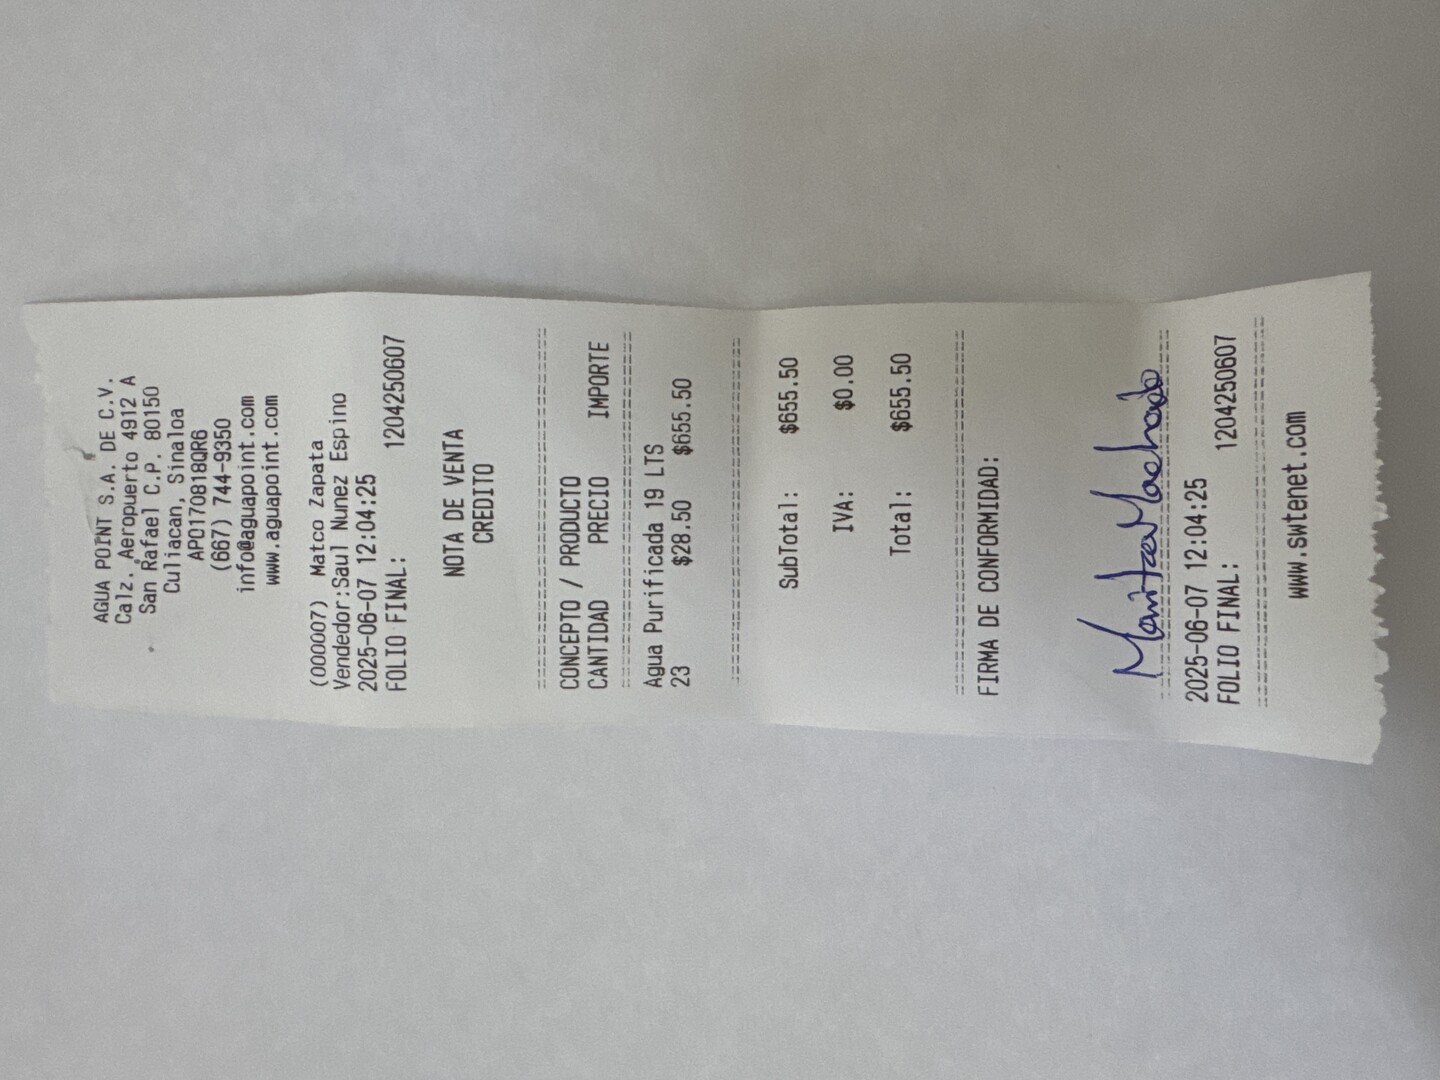 AGUA POINT S.A. DE C.V.
Calz. Aeropuerto 4912 A
San Rafael C.P. 80150
Culiacan, Sinaloa
APO170818QR6
(667) 744-9350
info@aguapoint.com
www.aguapoint.com
(000007) Matco Zapata
Vendedor:Saul Nunez Espino
2025-06-07 12:04:25
FOLIO FINAL: 1204250607
NOTA DE VENTA
CREDITO
CONCEPTO / PRODUCTO
CANTIDAD PRECIO IMPORTE
Agua Purificada 19 LTS
23 $28.50 $655.50
SubTotal: $655.50
IVA: $0.00
Total: $655.50
FIRMA DE CONFORMIDAD:
Maritza Machado
2025-06-07 12:04:25
FOLIO FINAL: 1204250607
www.swtenet.com